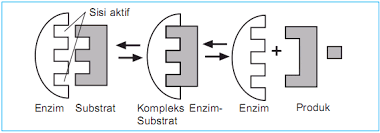 Sisi aktif
Enzim
Substrat
Kompleks Enzim-
Substrat
Enzim
+
Produk